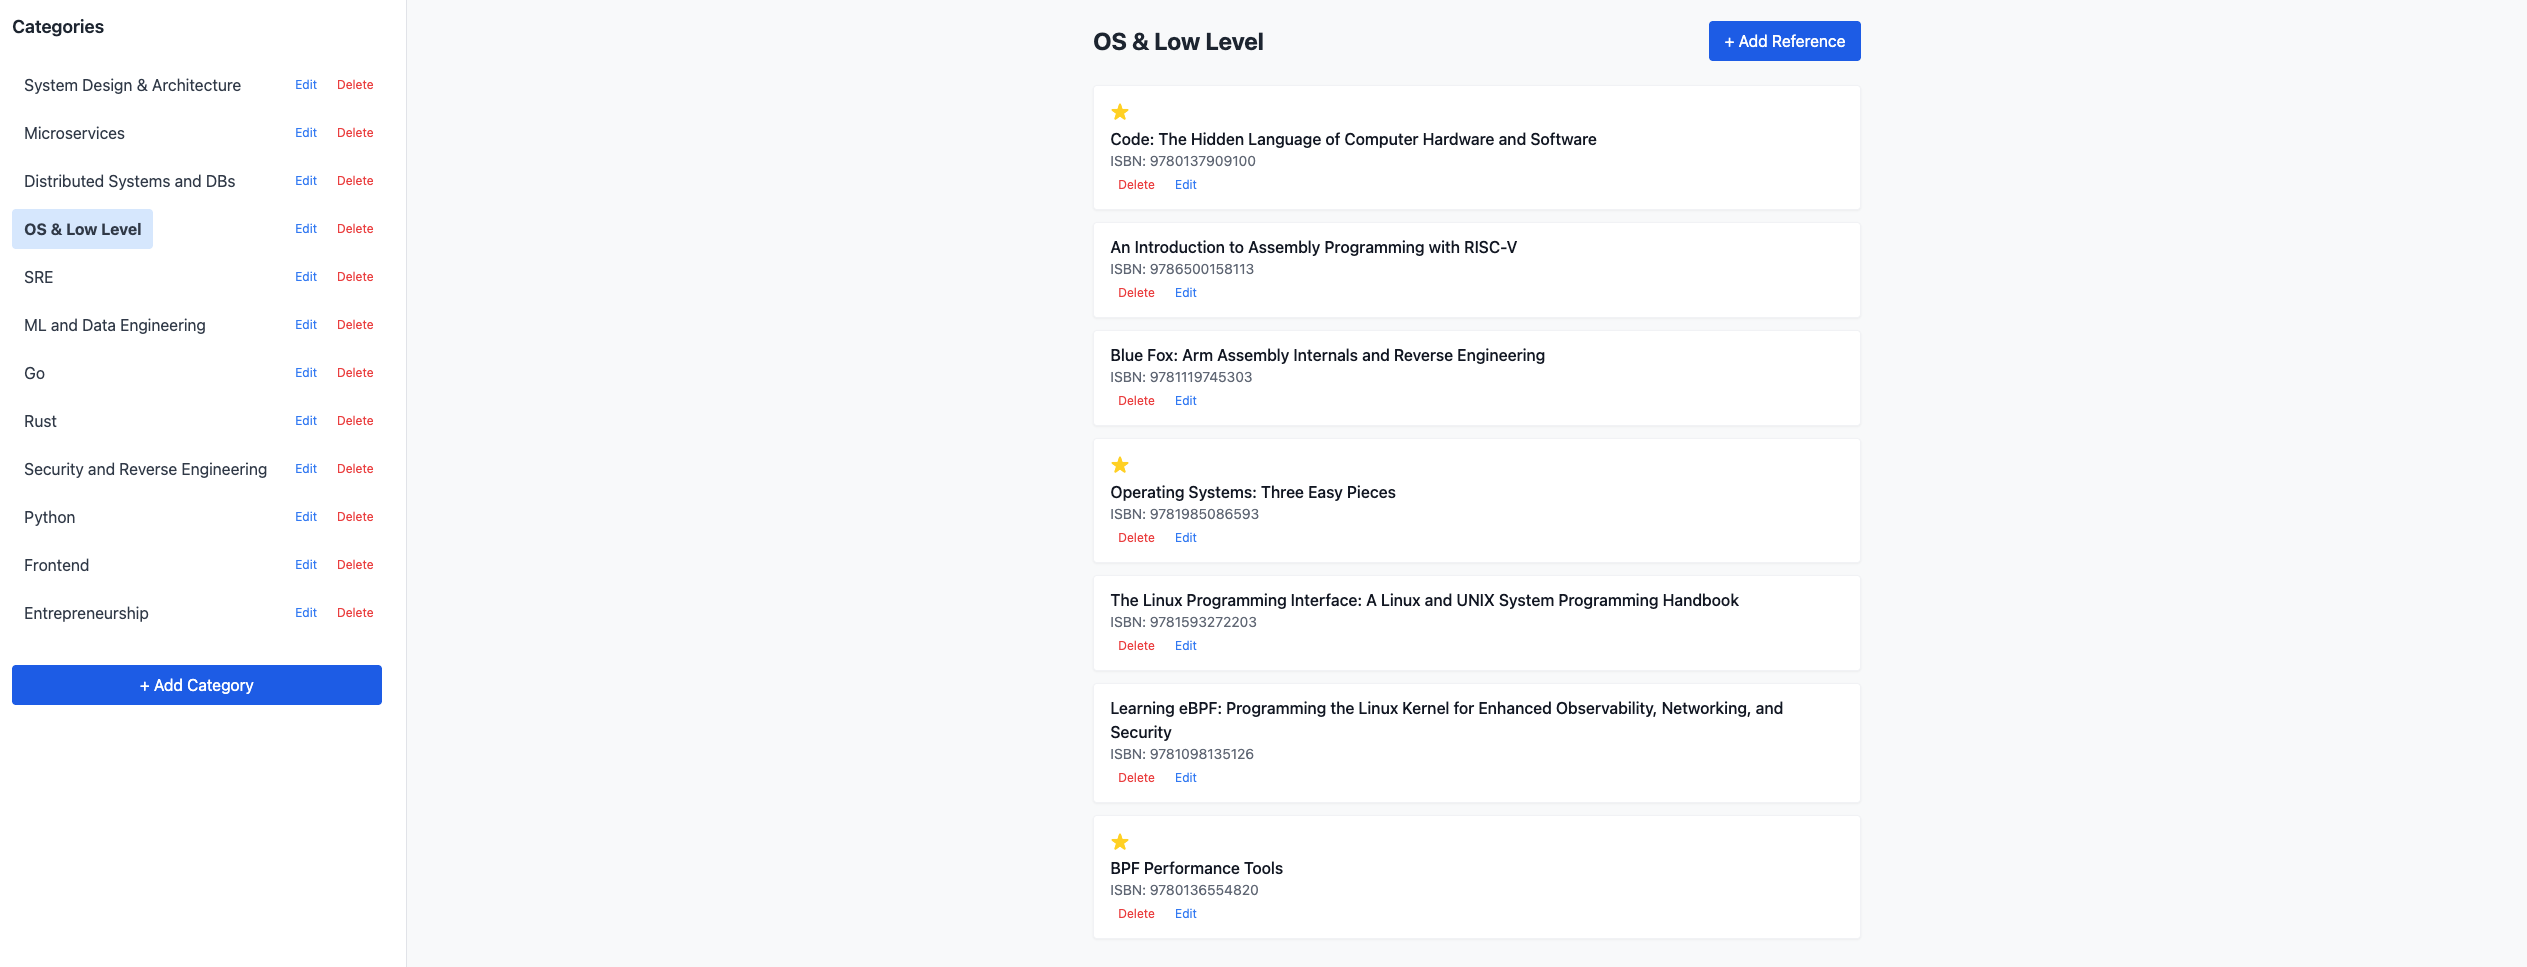 Categories
System Design & Architecture Edit Delete
Microservices Edit Delete
Distributed Systems and DBs Edit Delete
OS & Low Level Edit Delete
SRE Edit Delete
ML and Data Engineering Edit Delete
Go Edit Delete
Rust Edit Delete
Security and Reverse Engineering Edit Delete
Python Edit Delete
Frontend Edit Delete
Entrepreneurship Edit Delete
+ Add Category
OS & Low Level
+ Add Reference
Code: The Hidden Language of Computer Hardware and Software
ISBN: 9780137909100
Delete Edit
An Introduction to Assembly Programming with RISC-V
ISBN: 9786500158113
Delete Edit
Blue Fox: Arm Assembly Internals and Reverse Engineering
ISBN: 9781119745303
Delete Edit
Operating Systems: Three Easy Pieces
ISBN: 9781985086593
Delete Edit
The Linux Programming Interface: A Linux and UNIX System Programming Handbook
ISBN: 9781593272203
Delete Edit
Learning eBPF: Programming the Linux Kernel for Enhanced Observability, Networking, and
Security
ISBN: 9781098135126
Delete Edit
BPF Performance Tools
ISBN: 9780136554820
Delete Edit